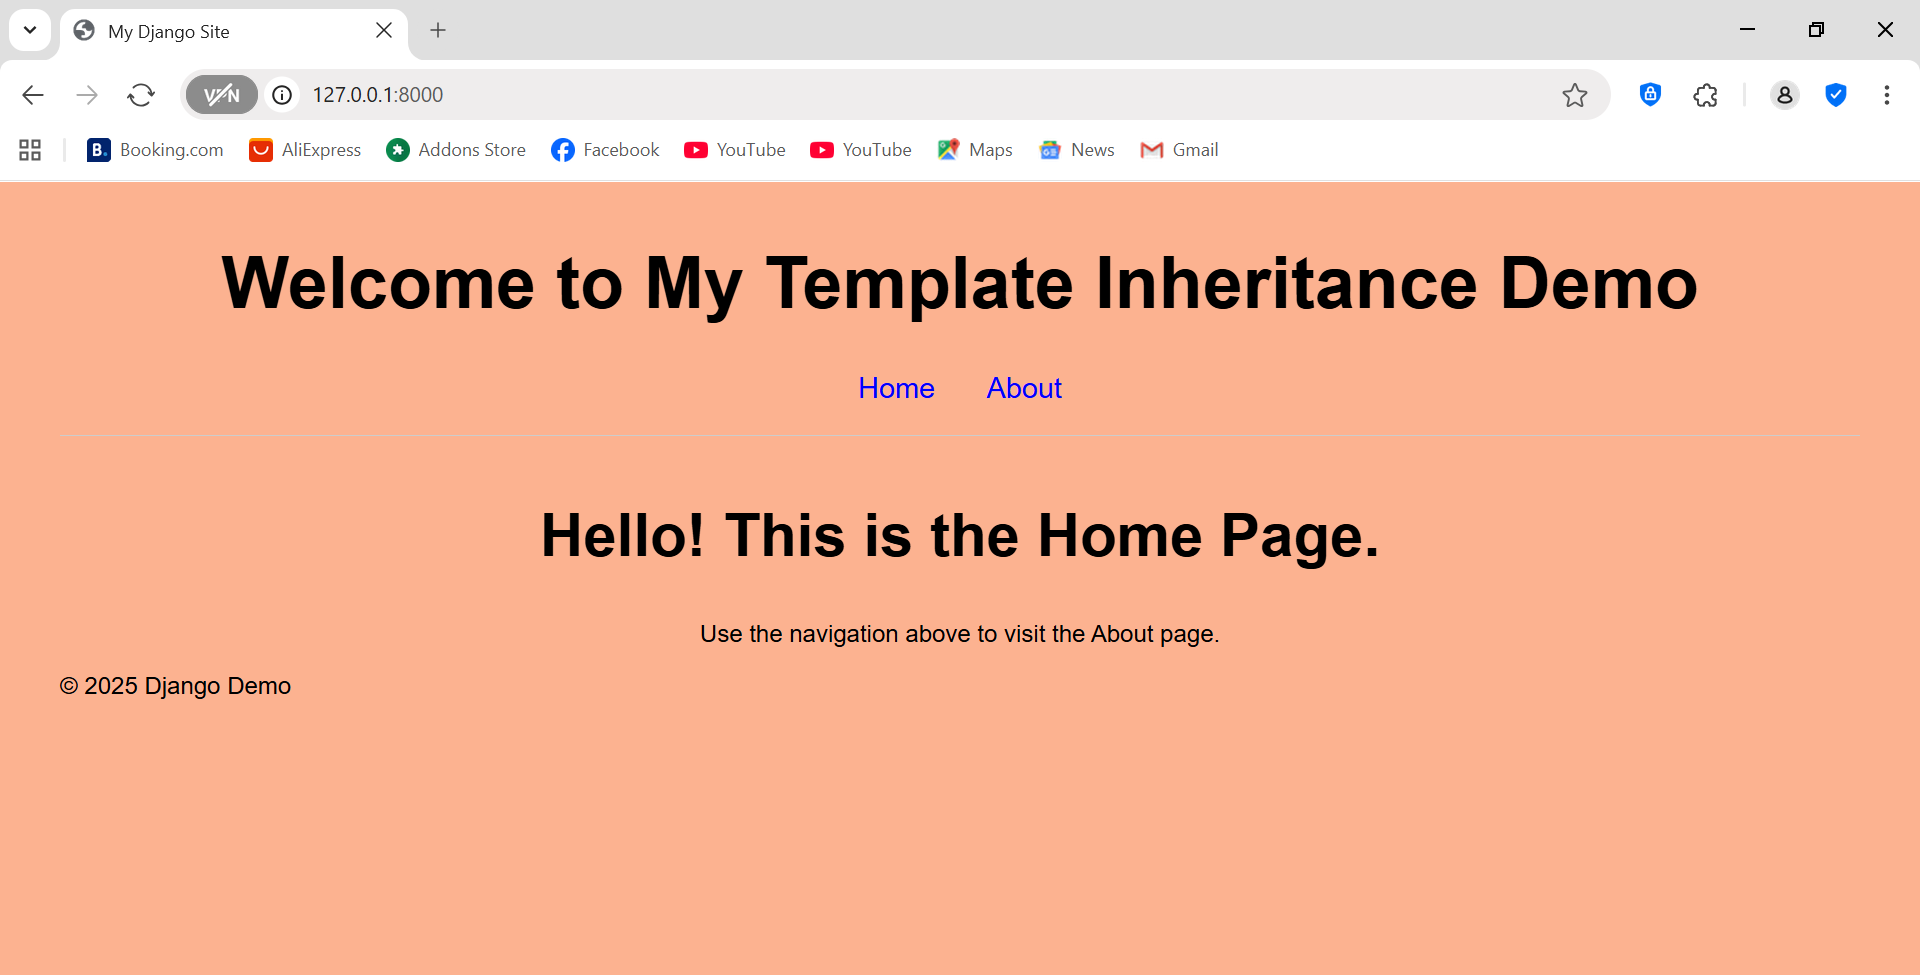 My Django Site
VPN
127.0.0.1:8000
B. Booking.com AliExpress Addons Store Facebook YouTube YouTube Maps News Gmail
Welcome to My Template Inheritance Demo
Home About
Hello! This is the Home Page.
Use the navigation above to visit the About page.
© 2025 Django Demo